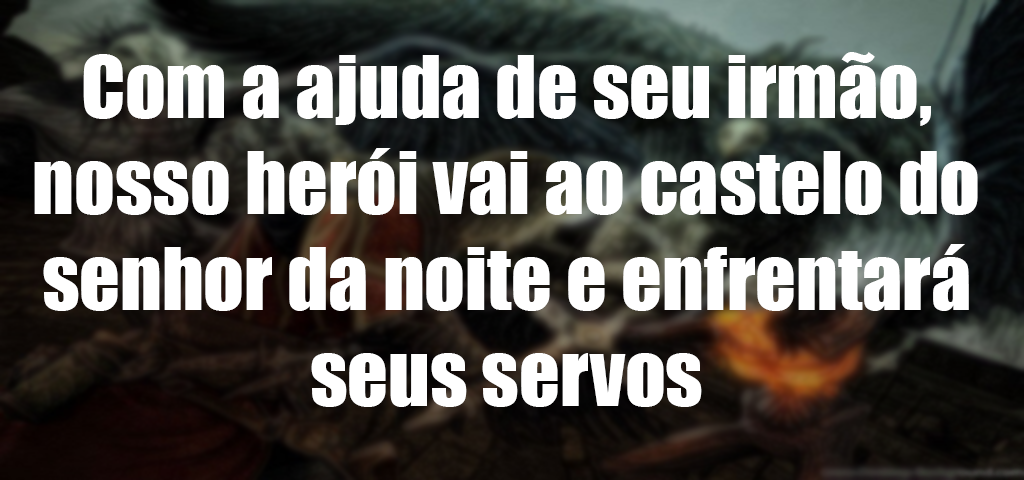 Com a ajuda de seu irmão,
nosso herói vai ao castelo do
senhor da noite e enfrentará
seus servos